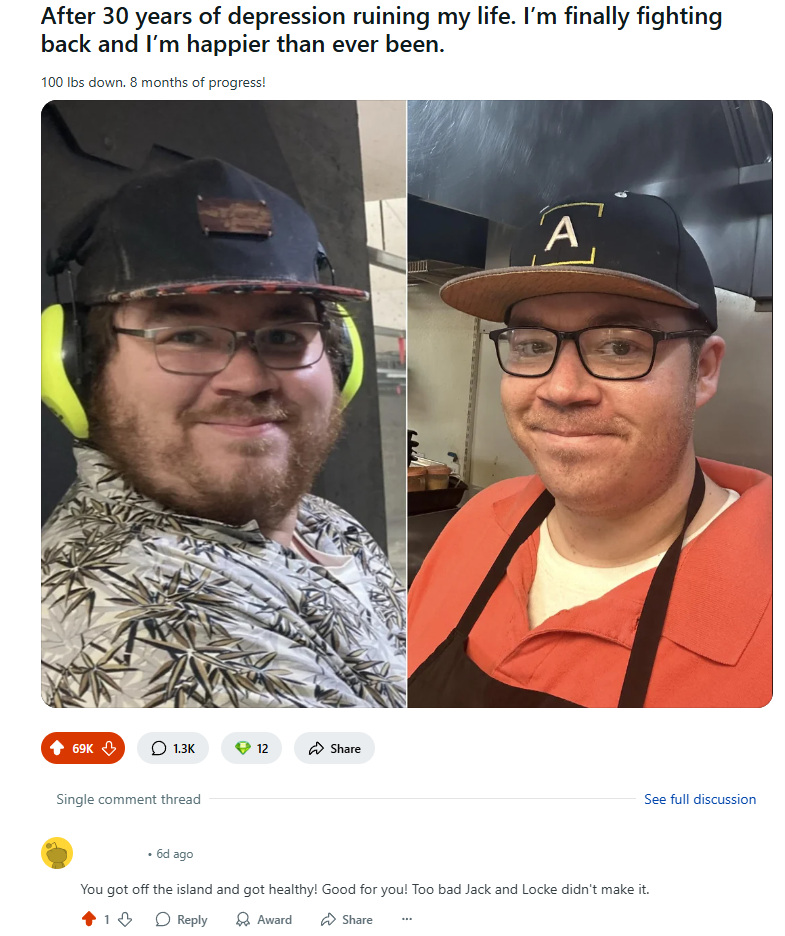 After 30 years of depression ruining my life. I'm finally fighting
back and I'm happier than ever been.
100 lbs down. 8 months of progress!
A
69K
1.3K
12
Share
Single comment thread
See full discussion
• 6d ago
You got off the island and got healthy! Good for you! Too bad Jack and Locke didn't make it.
1
Reply
Award
Share
...